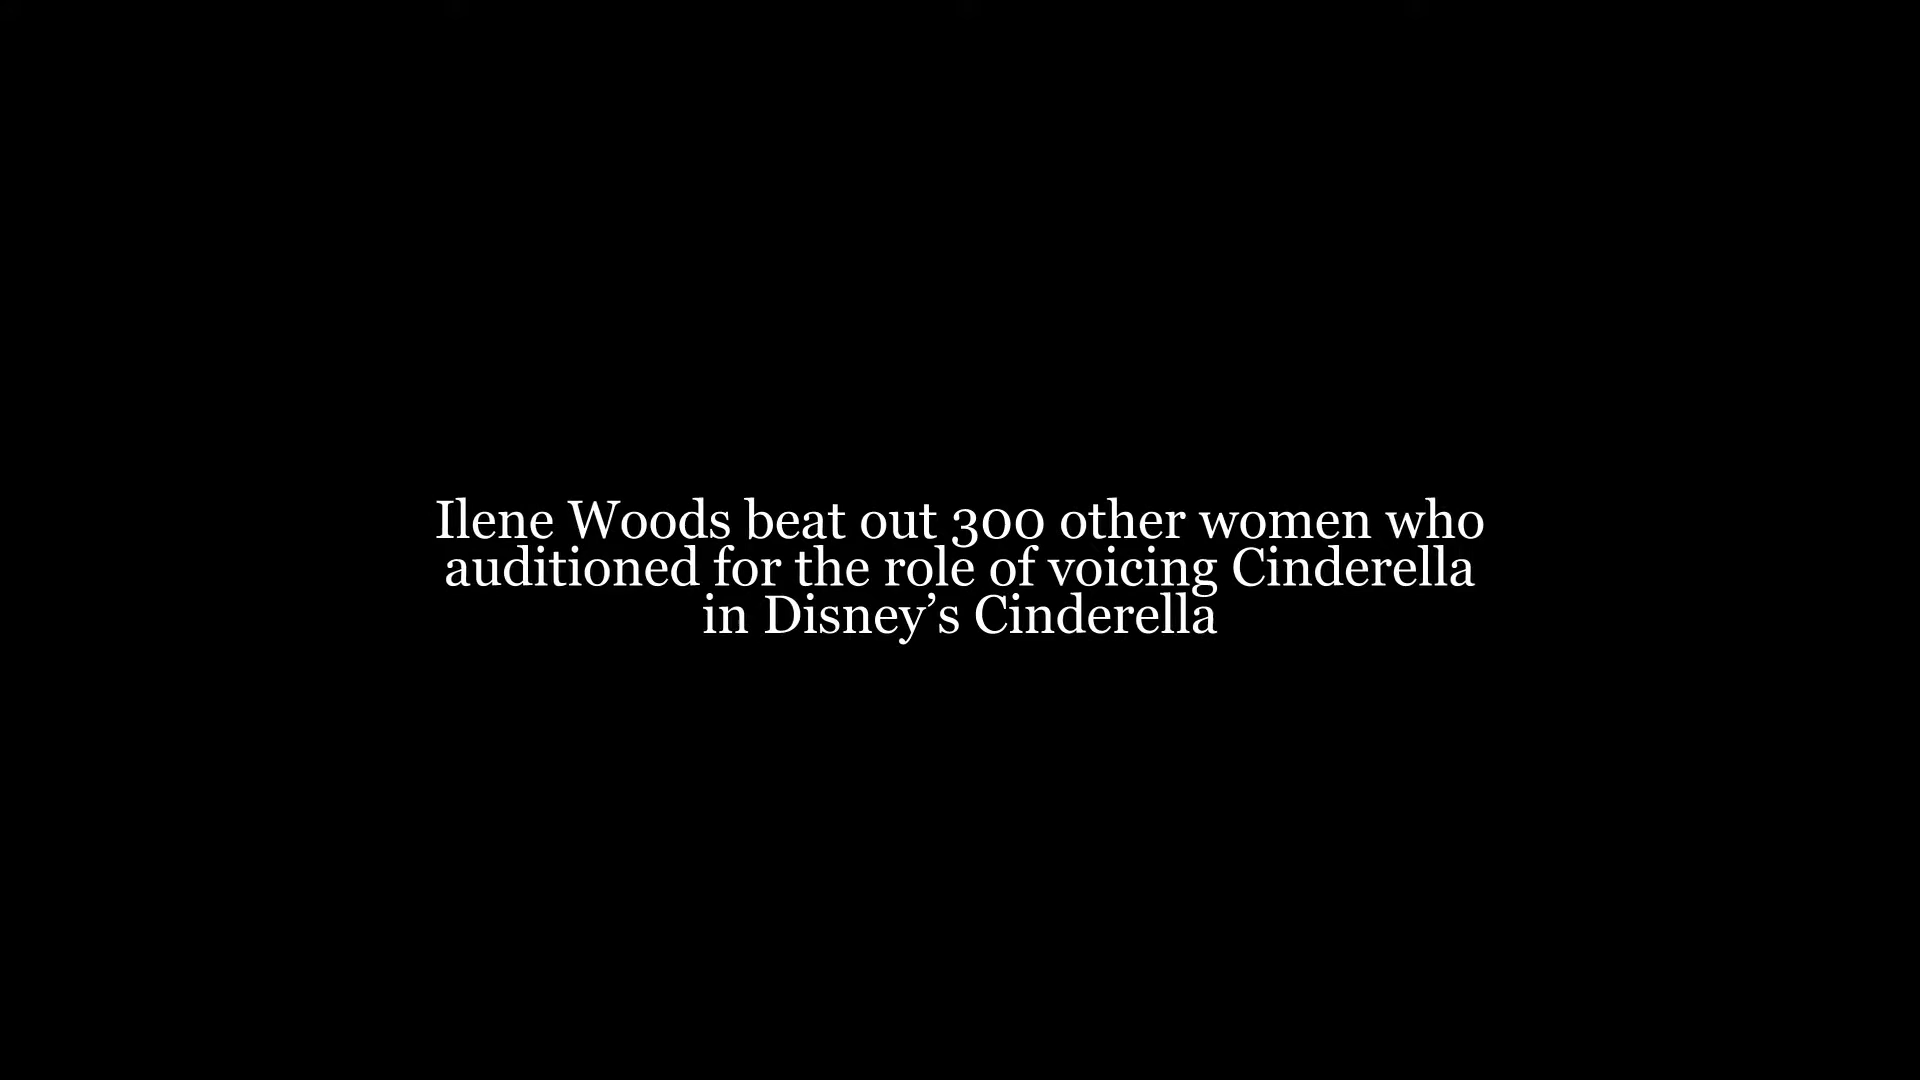 Ilene Woods beat out 300 other women who
auditioned for the role of voicing Cinderella
in Disney’s Cinderella